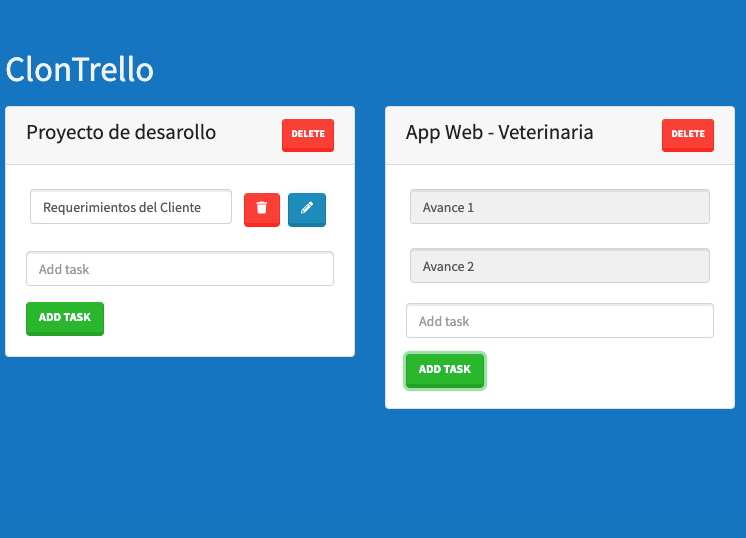 ClonTrello
Proyecto de desarollo
DELETE
Requerimientos del Cliente
Add task
ADD TASK
App Web - Veterinaria
DELETE
Avance 1
Avance 2
Add task
ADD TASK